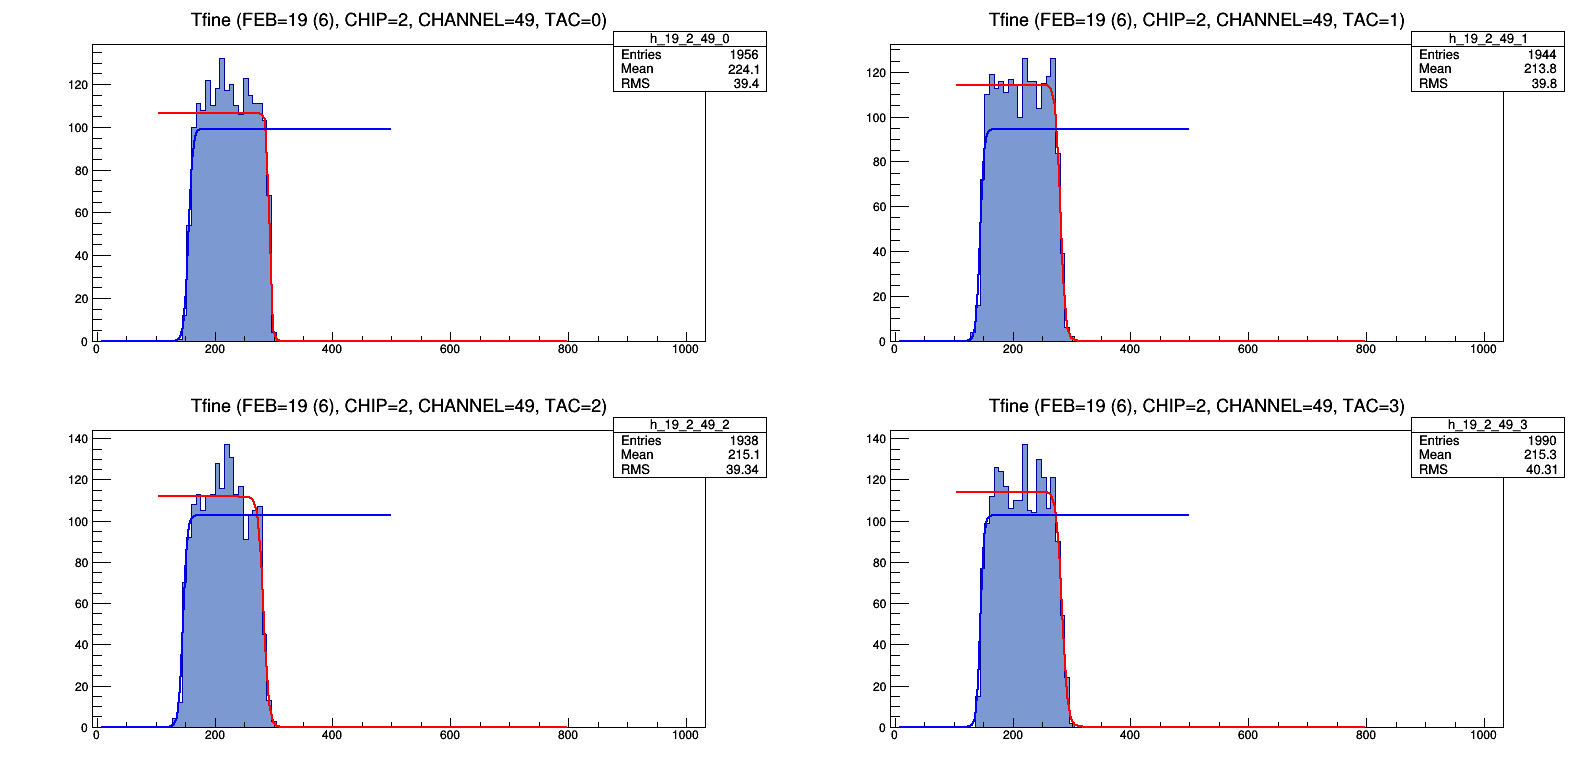 Tfine (FEB=19 (6), CHIP=2, CHANNEL=49, TAC=0)
h_19_2_49_0
Entries 1956
Mean 224.1
RMS 39.4
120
100
80
60
40
20
0
0 200 400 600 800 1000
Tfine (FEB=19 (6), CHIP=2, CHANNEL=49, TAC=1)
h_19_2_49_1
Entries 1944
Mean 213.8
RMS 39.8
120
100
80
60
40
20
0
0 200 400 600 800 1000
Tfine (FEB=19 (6), CHIP=2, CHANNEL=49, TAC=2)
h_19_2_49_2
Entries 1938
Mean 215.1
RMS 39.34
140
120
100
80
60
40
20
0
0 200 400 600 800 1000
Tfine (FEB=19 (6), CHIP=2, CHANNEL=49, TAC=3)
h_19_2_49_3
Entries 1990
Mean 215.3
RMS 40.31
140
120
100
80
60
40
20
0
0 200 400 600 800 1000